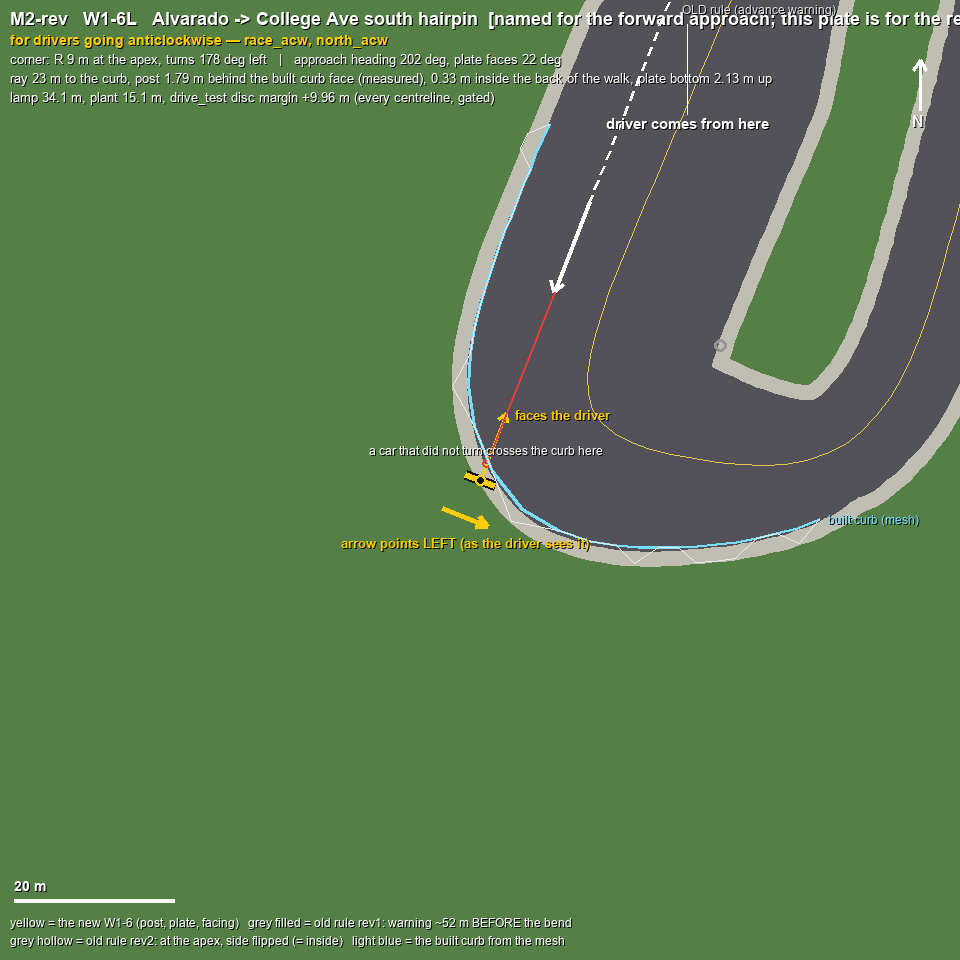 M2-rev W1-6L Alvarado -> College Ave south hairpin [named for the forward approach; this plate is for the re
OLD rule (advance warning)
for drivers going anticlockwise — race_acw, north_acw
corner: R 9 m at the apex, turns 178 deg left | approach heading 202 deg, plate faces 22 deg
ray 23 m to the curb, post 1.79 m behind the built curb face (measured), 0.33 m inside the back of the walk, plate bottom 2.13 m up
lamp 34.1 m, plant 15.1 m, drive_test disc margin +9.96 m (every centreline, gated)
driver comes from here
N
faces the driver
a car that did not turn crosses the curb here
built curb (mesh)
arrow points LEFT (as the driver sees it)
20 m
yellow = the new W1-6 (post, plate, facing) grey filled = old rule rev1: warning ~52 m BEFORE the bend
grey hollow = old rule rev2: at the apex, side flipped (= inside) light blue = the built curb from the mesh